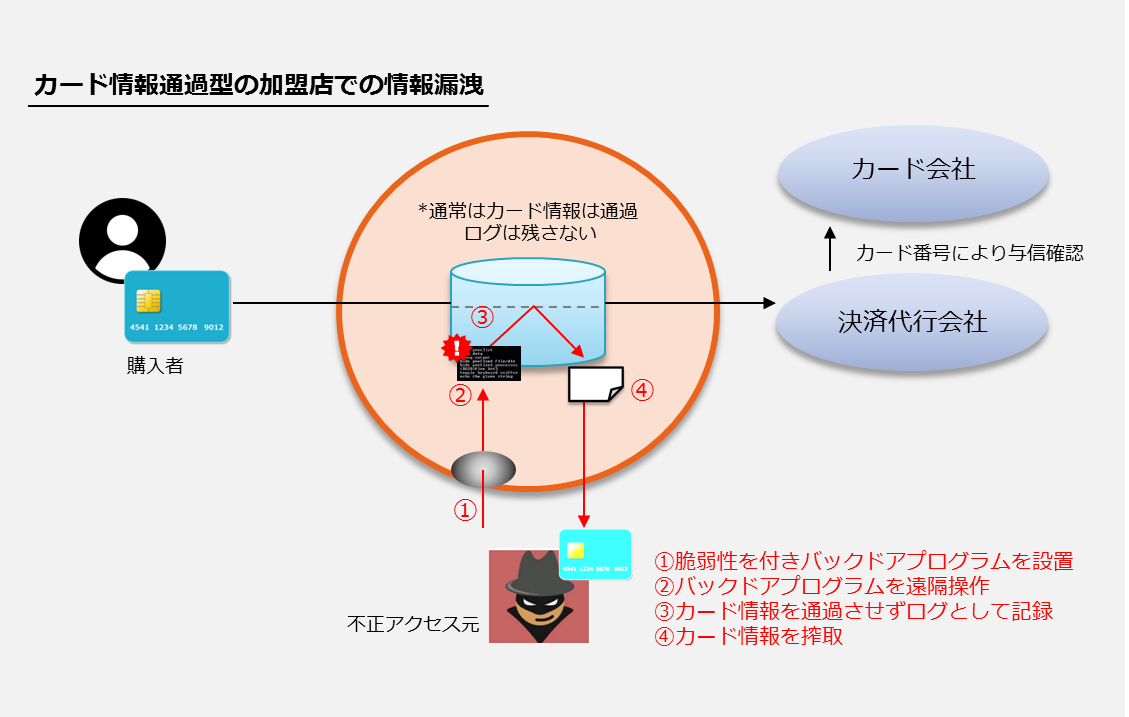 カード情報通過型の加盟店での情報漏洩
カード会社
*通常はカード情報は通過
ログは残さない
カード番号により与信確認
決済代行会社
4541 1234 5678 9012
購入者
③
!
②
④
①
4541 1234 5678 9012
不正アクセス元
①脆弱性を付きバックドアプログラムを設置
②バックドアプログラムを遠隔操作
③カード情報を通過させずログとして記録
④カード情報を搾取